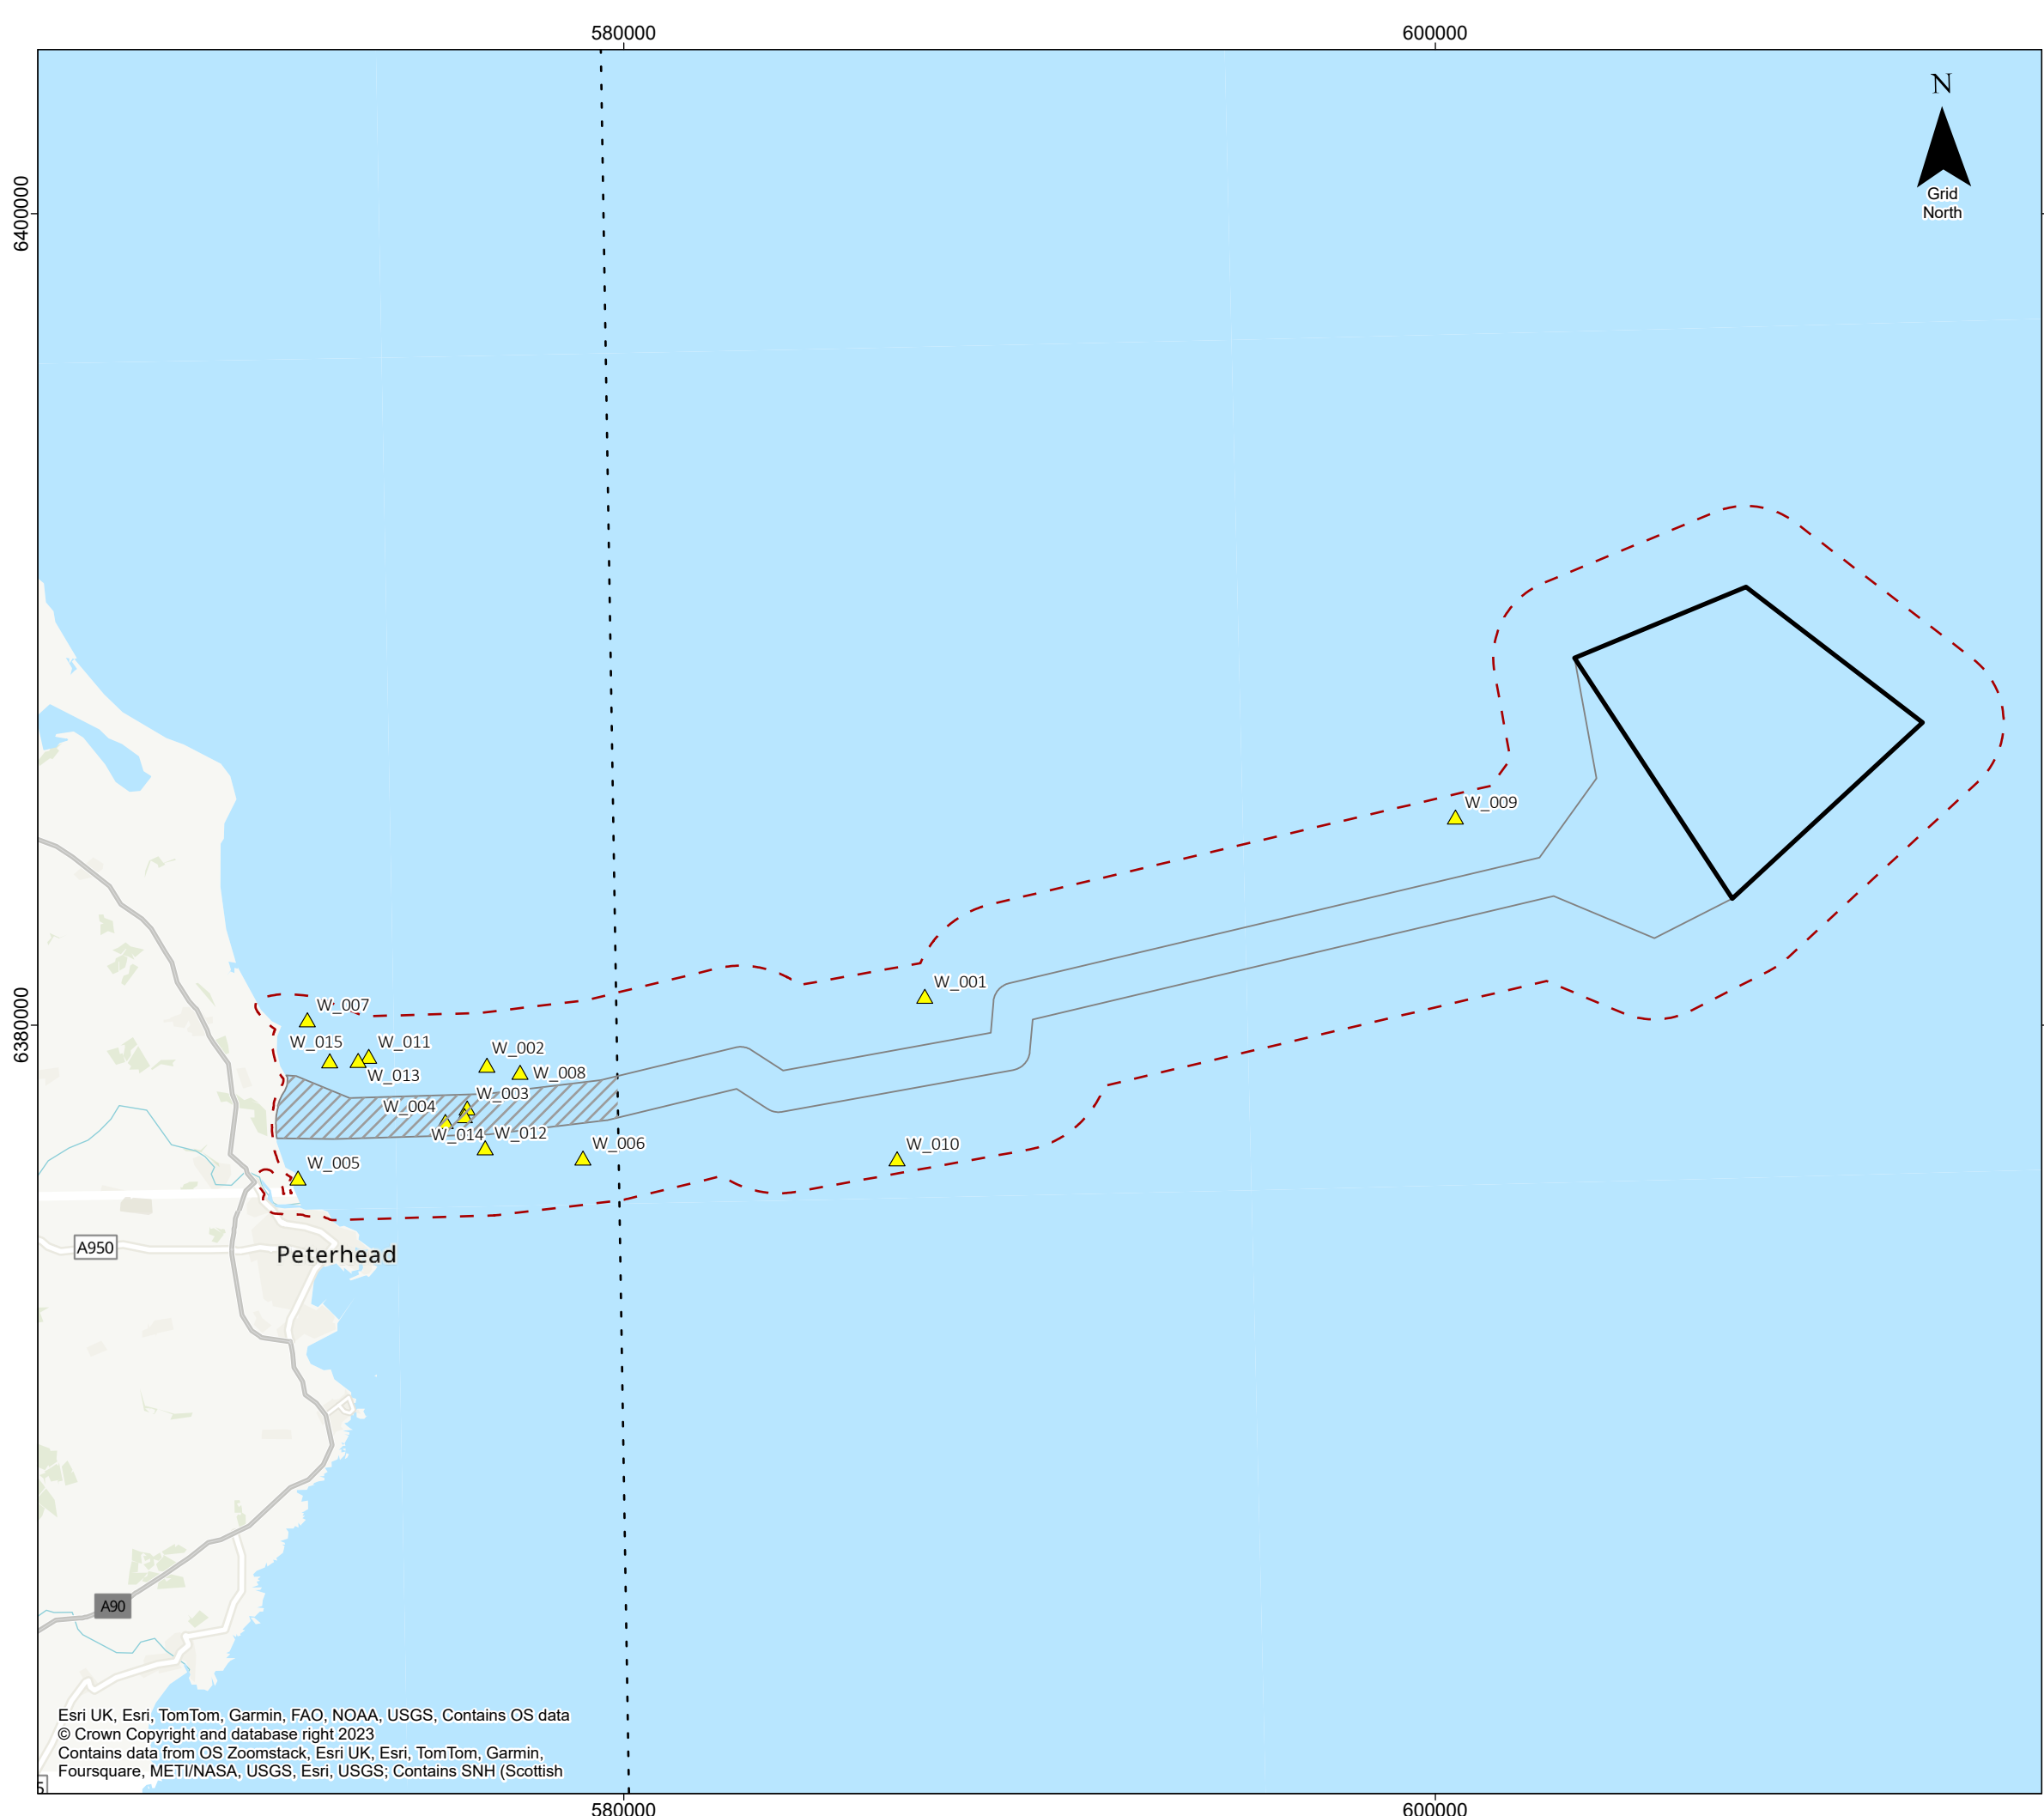 580000
600000
N
Grid
North
6400000
W_009
W_001
6380000
W_007
W_015
W_011
W_013
W_002
W_008
W_003
W_004
W_014
W_012
W_006
W_010
W_005
A950
Peterhead
A90
Esri UK, Esri, TomTom, Garmin, FAO, NOAA, USGS, Contains OS data
© Crown Copyright and database right 2023
Contains data from OS Zoomstack, Esri UK, Esri, TomTom, Garmin,
Foursquare, METI/NASA, USGS, Esri, USGS; Contains SNH (Scottish
580000
600000